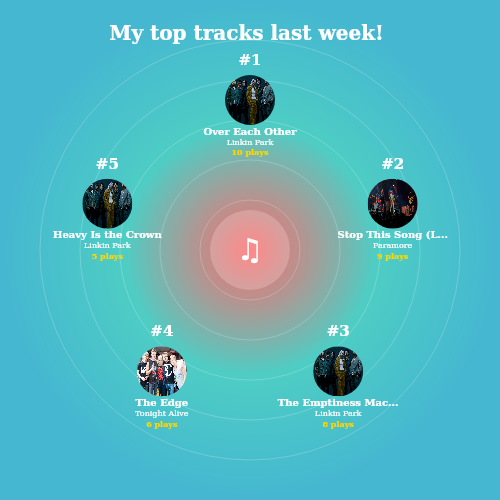 My top tracks last week!
#1
Over Each Other
Linkin Park
10 plays
#2
Stop This Song (L...
Paramore
9 plays
#3
The Emptiness Mac...
Linkin Park
8 plays
#4
The Edge
Tonight Alive
6 plays
#5
Heavy Is the Crown
Linkin Park
5 plays